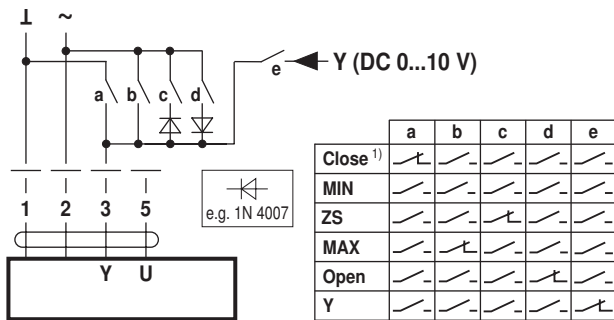 ⊥ ~
e
Y (DC 0...10 V)
a b c d
1 2 3 5
e.g. 1N 4007
Y U
a b c d e
Close 1)
MIN
ZS
MAX
Open
Y